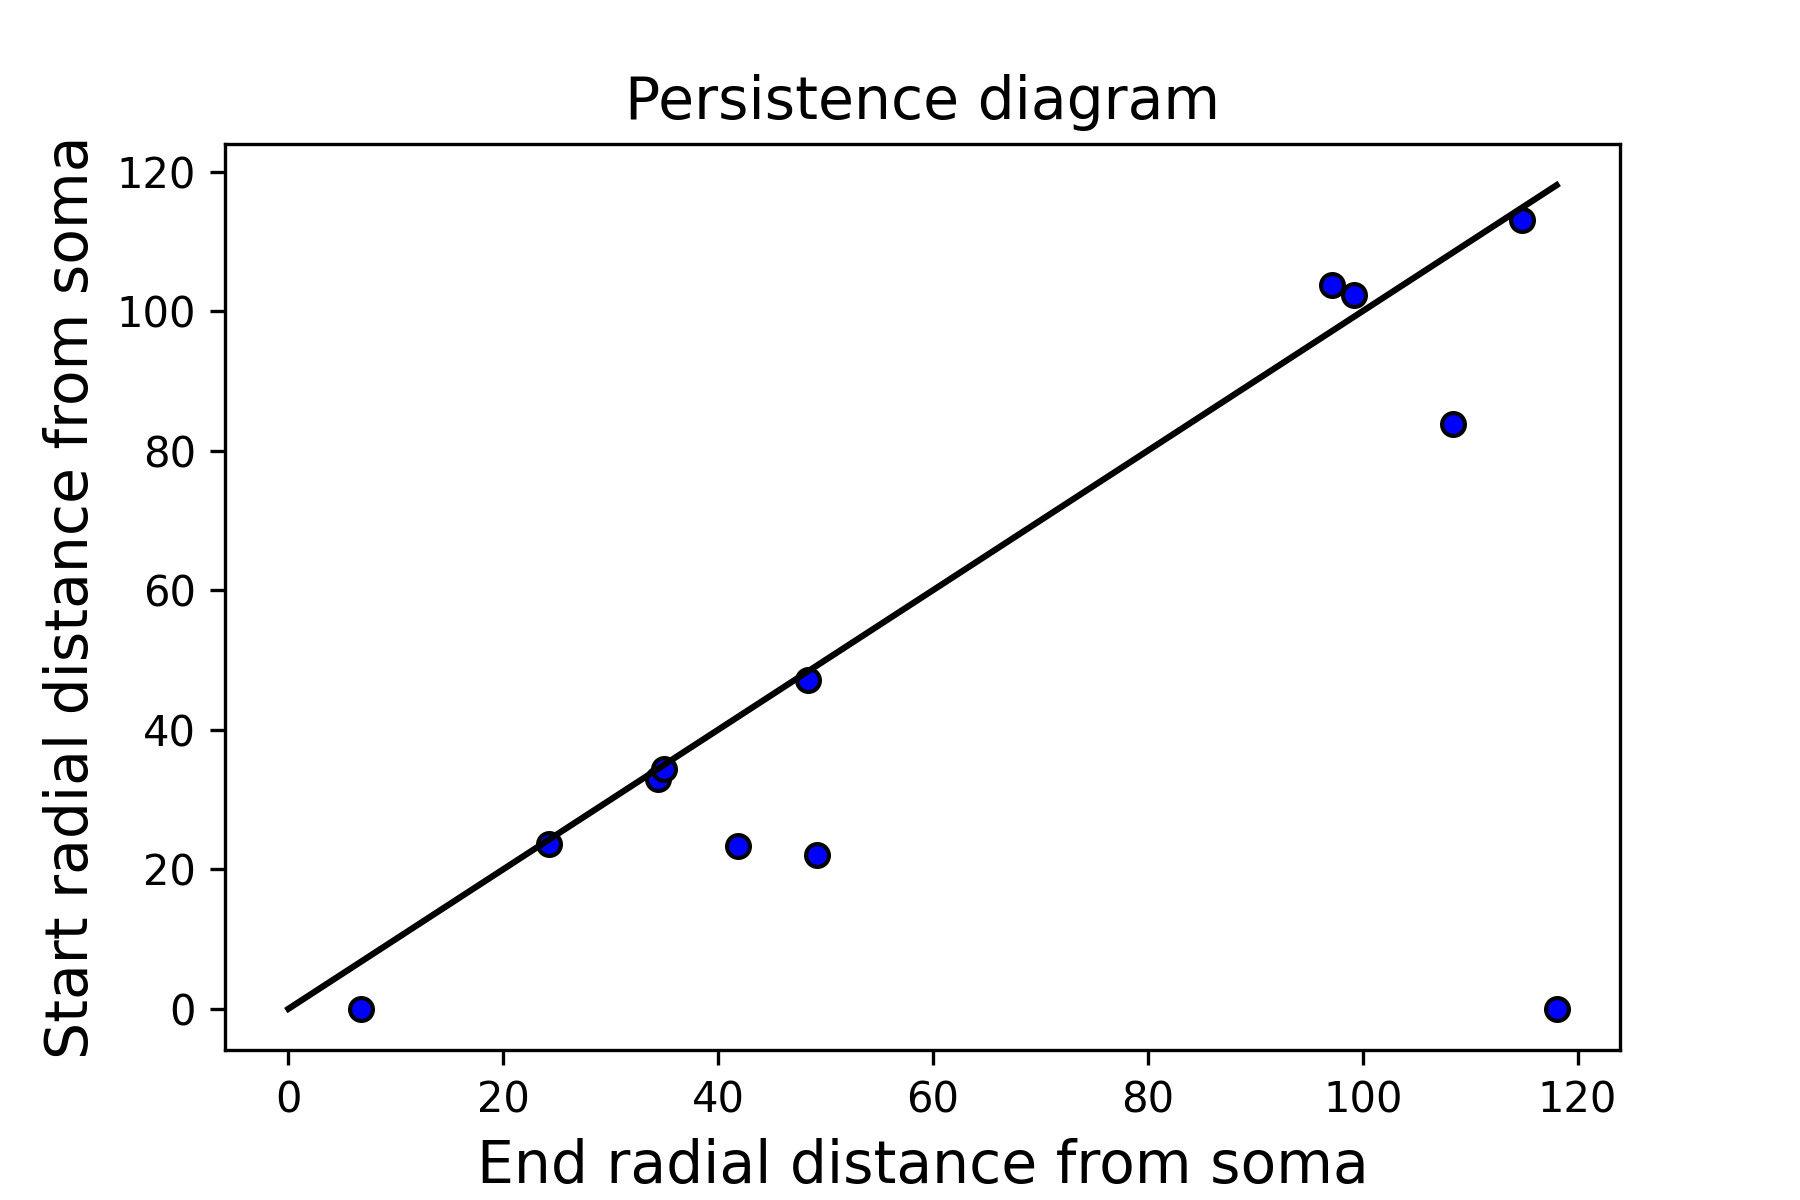 Persistence diagram
Start radial distance from soma
120
100
80
60
40
20
0
0 20 40 60 80 100 120
End radial distance from soma